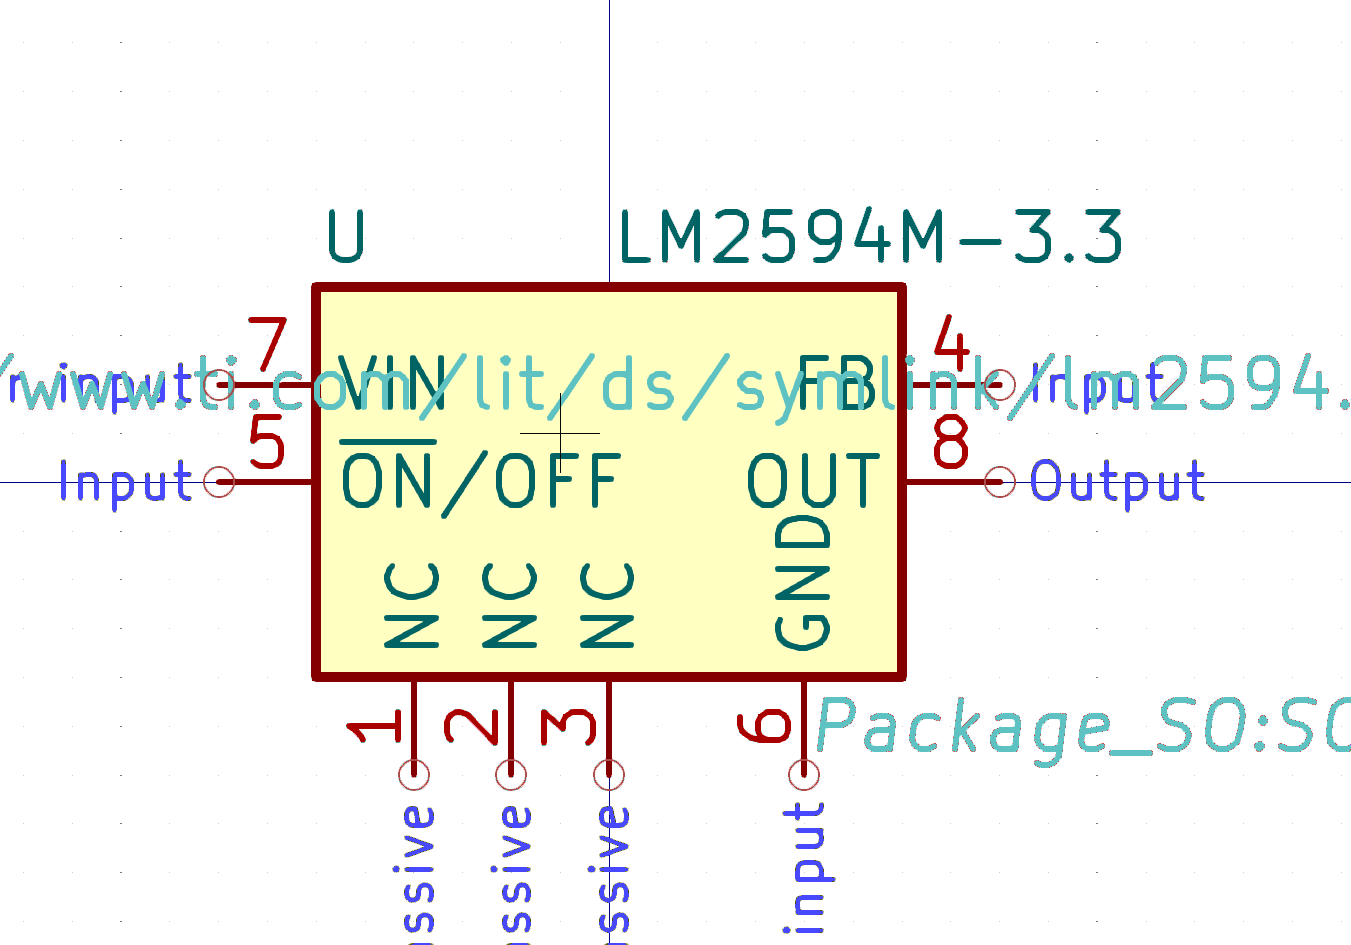 U
LM2594M-3.3
7
4
r input
VIN
/www.ti.com/lit/ds/symlink/lm2594.
FB
Input
5
8
Input
ON/OFF
OUT
Output
NC
NC
NC
GND
1
2
3
6
Package_SO:SO
ssive
ssive
ssive
input